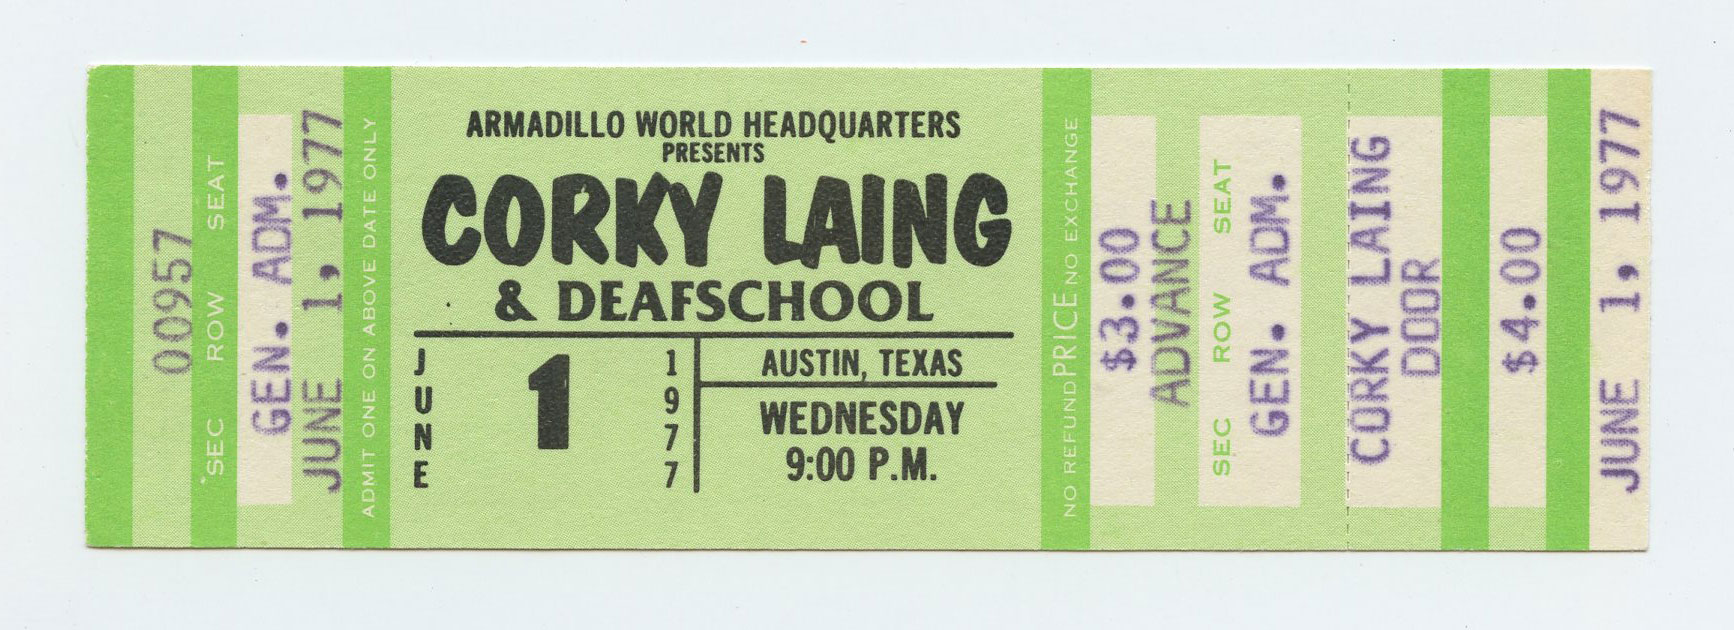 00957
SEC ROW SEAT
GEN. ADM.
JUNE 1, 1977
ADMIT ONE ON ABOVE DATE ONLY
ARMADILLO WORLD HEADQUARTERS
PRESENTS
CORKY LAING
& DEAFSCHOOL
JUNE
1
1977
AUSTIN, TEXAS
WEDNESDAY
9:00 P.M.
NO REFUND PRICE NO EXCHANGE
$3.00
ADVANCE
SEC ROW SEAT
GEN. ADM.
CORKY LAING
DOOR
$4.00
JUNE 1, 1977